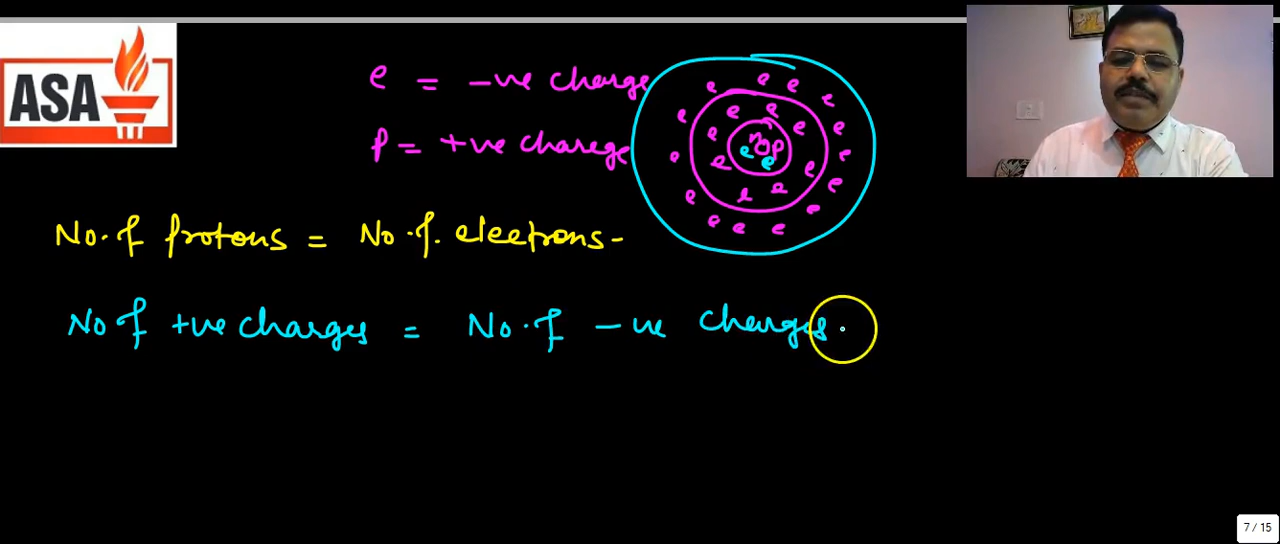 ASA
e = -ve charge
p = +ve charege
e e e e e e e e e e e e e e e
e e e e e e e e
n p
e e
No. of protons = No. of. electrons -
No of +ve charges = No. of -ve charges.
7 / 15